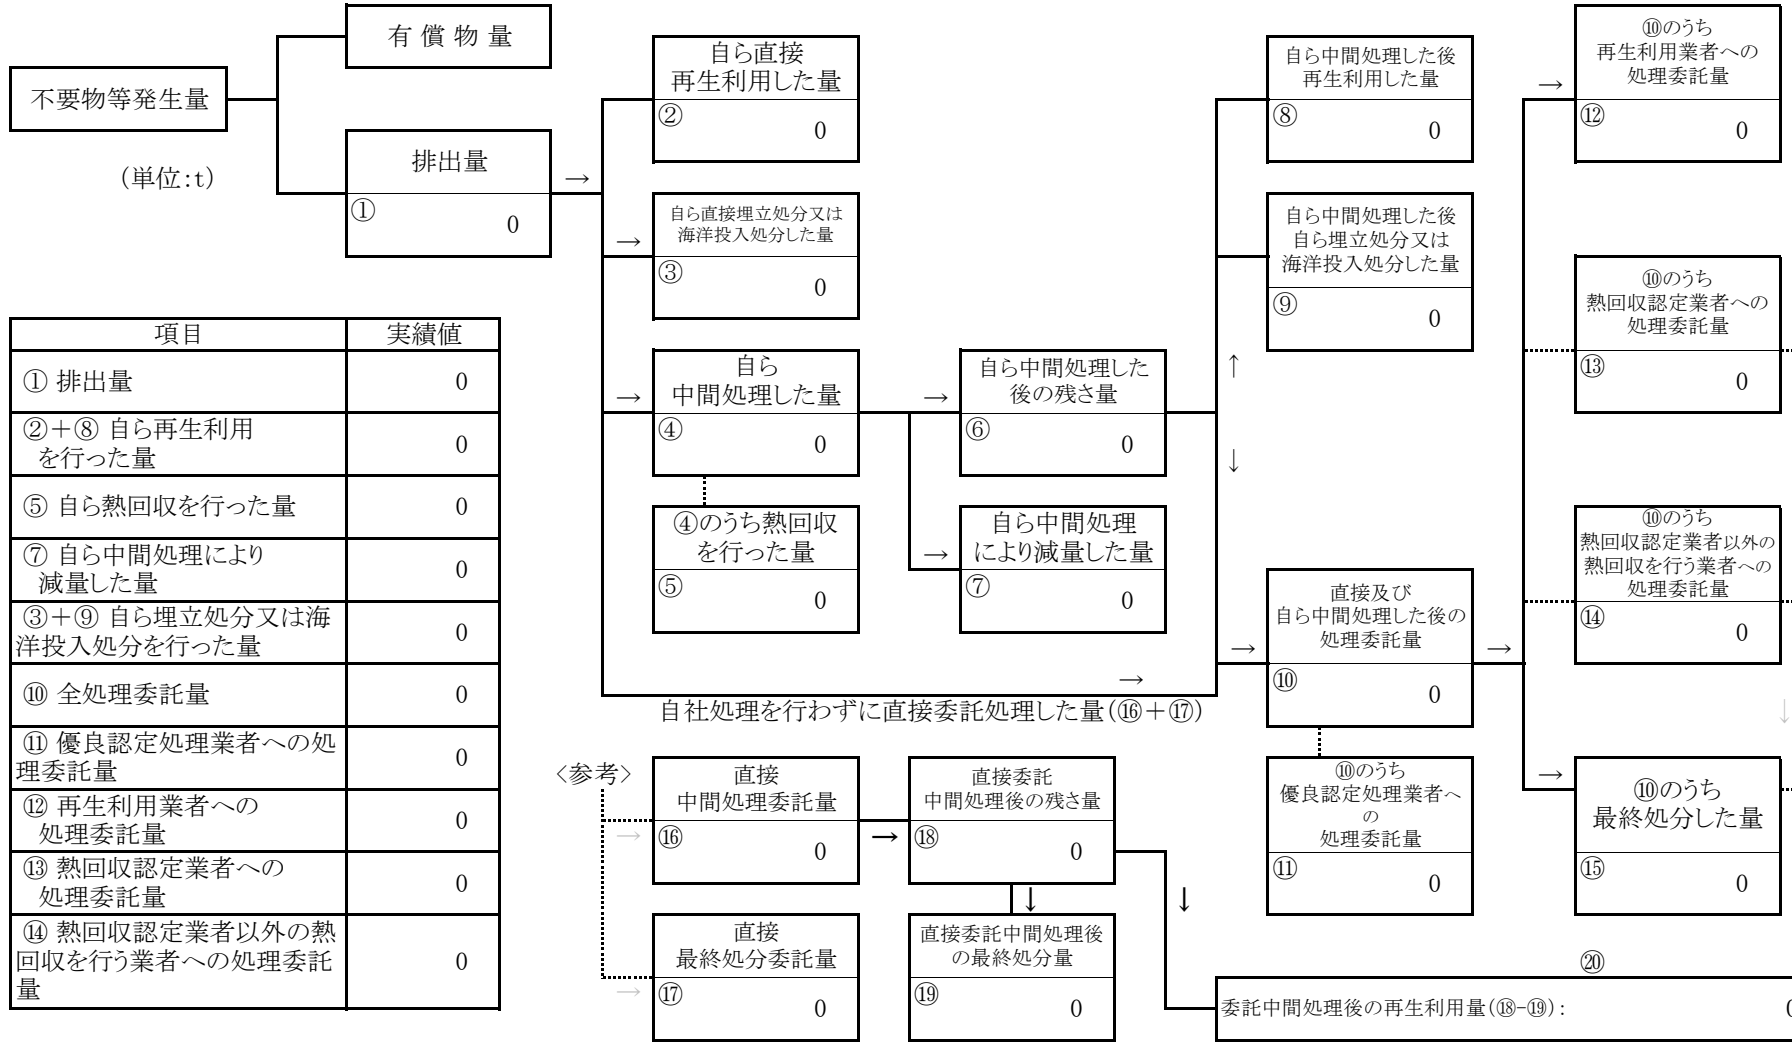 不要物等発生量
有 償 物 量
(単位:t)
排出量
→
①
0
自ら直接
再生利用した量
②
0
→
自ら直接埋立処分又は
海洋投入処分した量
③
0
→
自ら
中間処理した量
④
0
④のうち熱回収
を行った量
⑤
0
→
自ら中間処理した
後の残さ量
⑥
0
→
自ら中間処理
により減量した量
⑦
0
自ら中間処理した後
再生利用した量
⑧
0
自ら中間処理した後
自ら埋立処分又は
海洋投入処分した量
⑨
0
↑
↓
→
自社処理を行わずに直接委託処理した量(⑯+⑰)
→
直接及び
自ら中間処理した後の
処理委託量
⑩
0
⑩のうち
優良認定処理業者へ
の
処理委託量
⑪
0
→
→
⑩のうち
再生利用業者への
処理委託量
⑫
0
⑩のうち
熱回収認定業者への
処理委託量
⑬
0
⑩のうち
熱回収認定業者以外の
熱回収を行う業者への
処理委託量
⑭
0
↓
→
⑩のうち
最終処分した量
⑮
0
項目 実績値
① 排出量 0
②+⑧ 自ら再生利用
を行った量 0
⑤ 自ら熱回収を行った量 0
⑦ 自ら中間処理により
減量した量 0
③+⑨ 自ら埋立処分又は海
洋投入処分を行った量 0
⑩ 全処理委託量 0
⑪ 優良認定処理業者への処
理委託量 0
⑫ 再生利用業者への
処理委託量 0
⑬ 熱回収認定業者への
処理委託量 0
⑭ 熱回収認定業者以外の熱
回収を行う業者への処理委託
量 0
<参考>
→
直接
中間処理委託量
⑯
0
→
直接
最終処分委託量
⑰
0
→
直接委託
中間処理後の残さ量
⑱
0
↓
直接委託中間処理後
の最終処分量
⑲
0
↓
⑳
委託中間処理後の再生利用量(⑱-⑲): 0